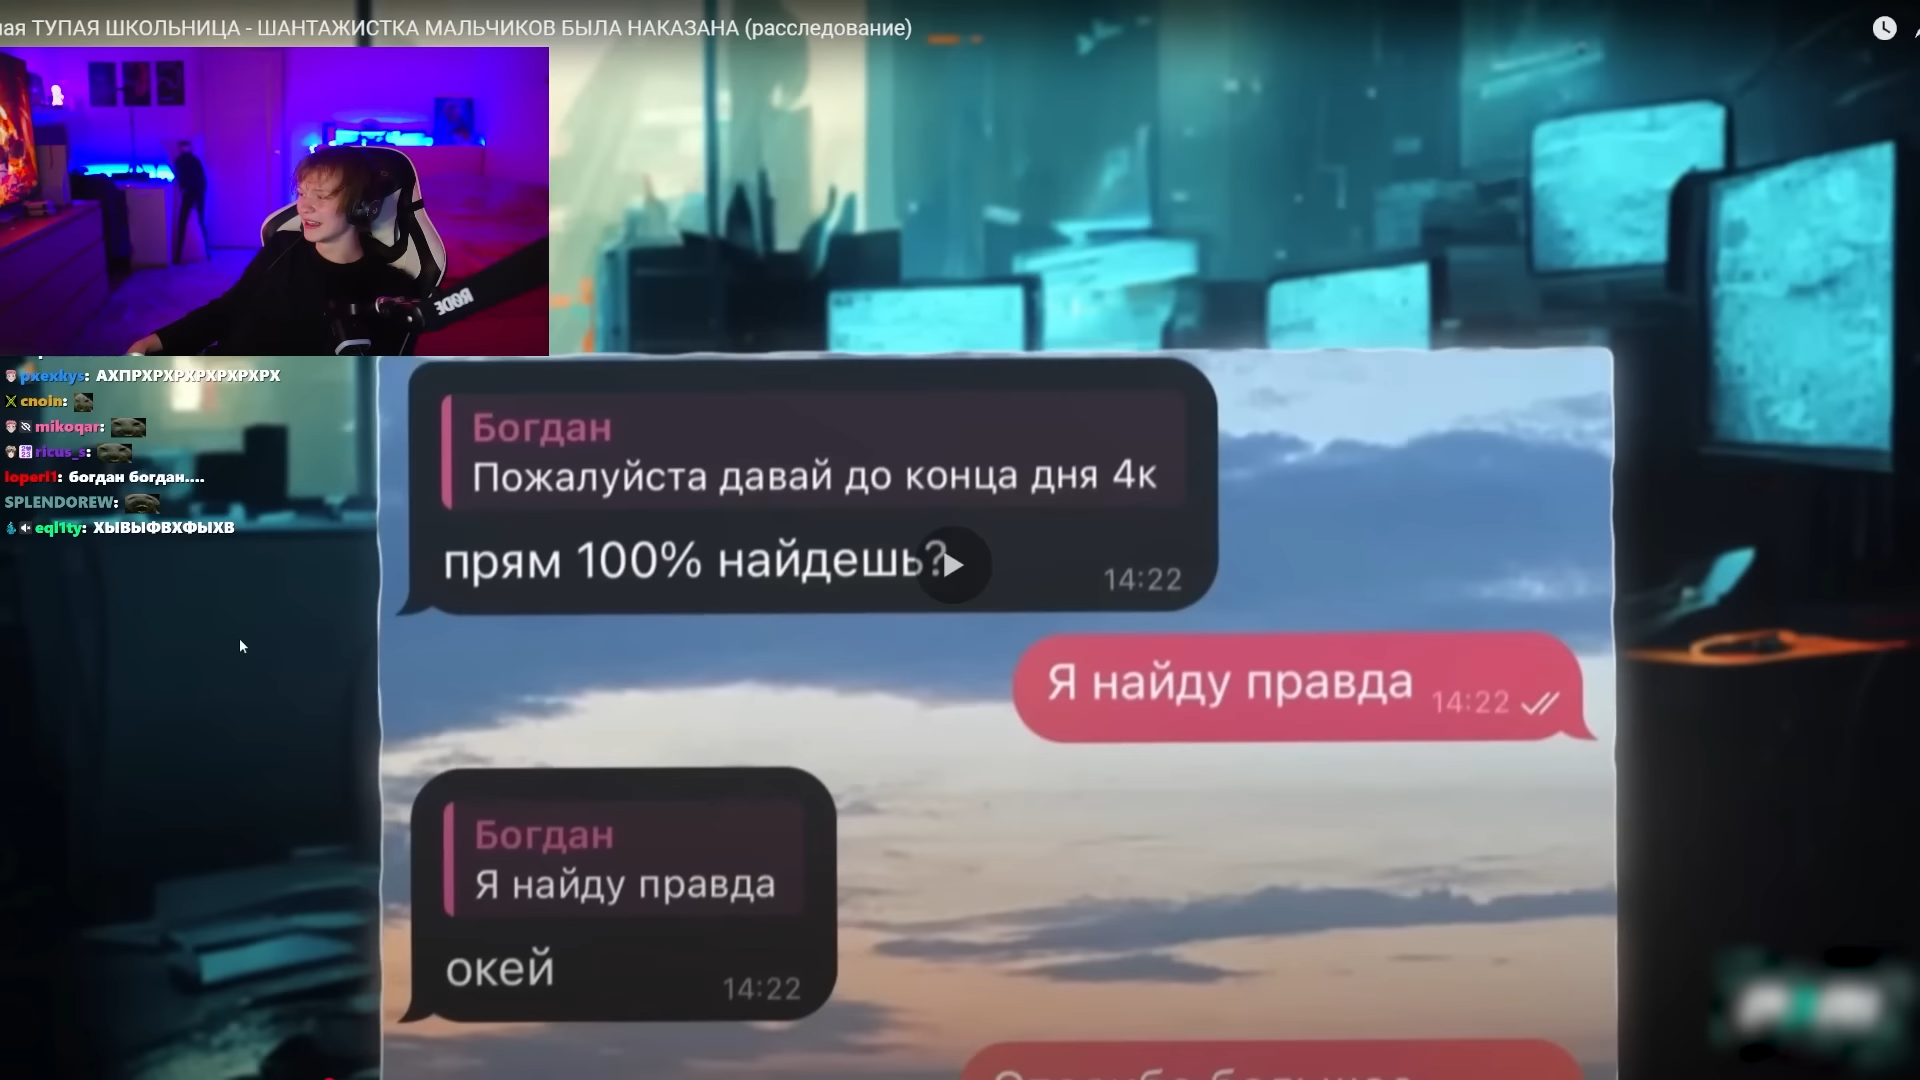 ТУПАЯ ШКОЛЬНИЦА - ШАНТАЖИСТКА МАЛЬЧИКОВ БЫЛА НАКАЗАНА (расследование)
RODE
pxexkys: АХПРХРХРХРХРХРХРХ
cnoin:
mikoqar:
ricus_s:
loperl1: богдан богдан....
SPLENDOREW:
eql1ty: ХЫВЫФВХФЫХВ
Богдан
Пожалуйста давай до конца дня 4к
прям 100% найдешь?
14:22
Я найду правда 14:22
Богдан
Я найду правда
окей
14:22